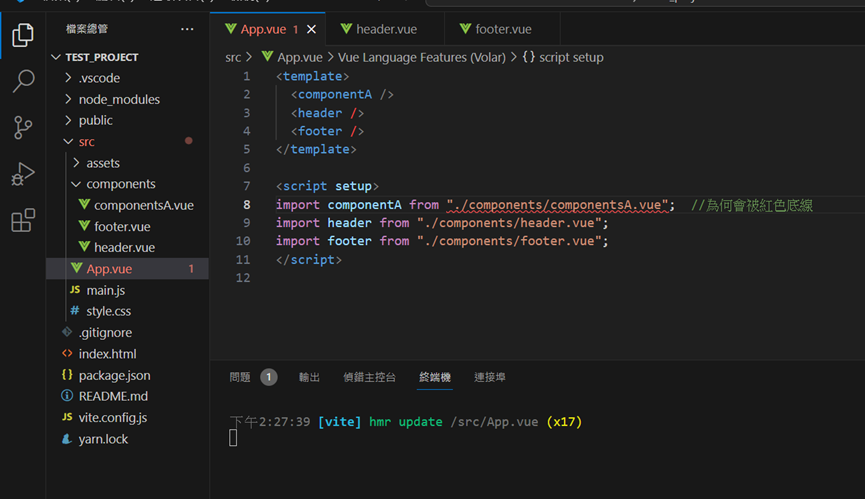 檔案總管 ...
App.vue 1
header.vue
footer.vue
TEST_PROJECT
.vscode
node_modules
public
src
assets
components
componentsA.vue
footer.vue
header.vue
App.vue 1
JS main.js
# style.css
.gitignore
<> index.html
{} package.json
README.md
JS vite.config.js
yarn.lock
src > App.vue > Vue Language Features (Volar) > {} script setup
1 <template>
2 <componentA />
3 <header />
4 <footer />
5 </template>
6
7 <script setup>
8 import componentA from "./components/componentsA.vue"; //為何會被紅色底線
9 import header from "./components/header.vue";
10 import footer from "./components/footer.vue";
11 </script>
12
問題 1 輸出 偵錯主控台 終端機 連接埠
下午2:27:39 [vite] hmr update /src/App.vue (x17)